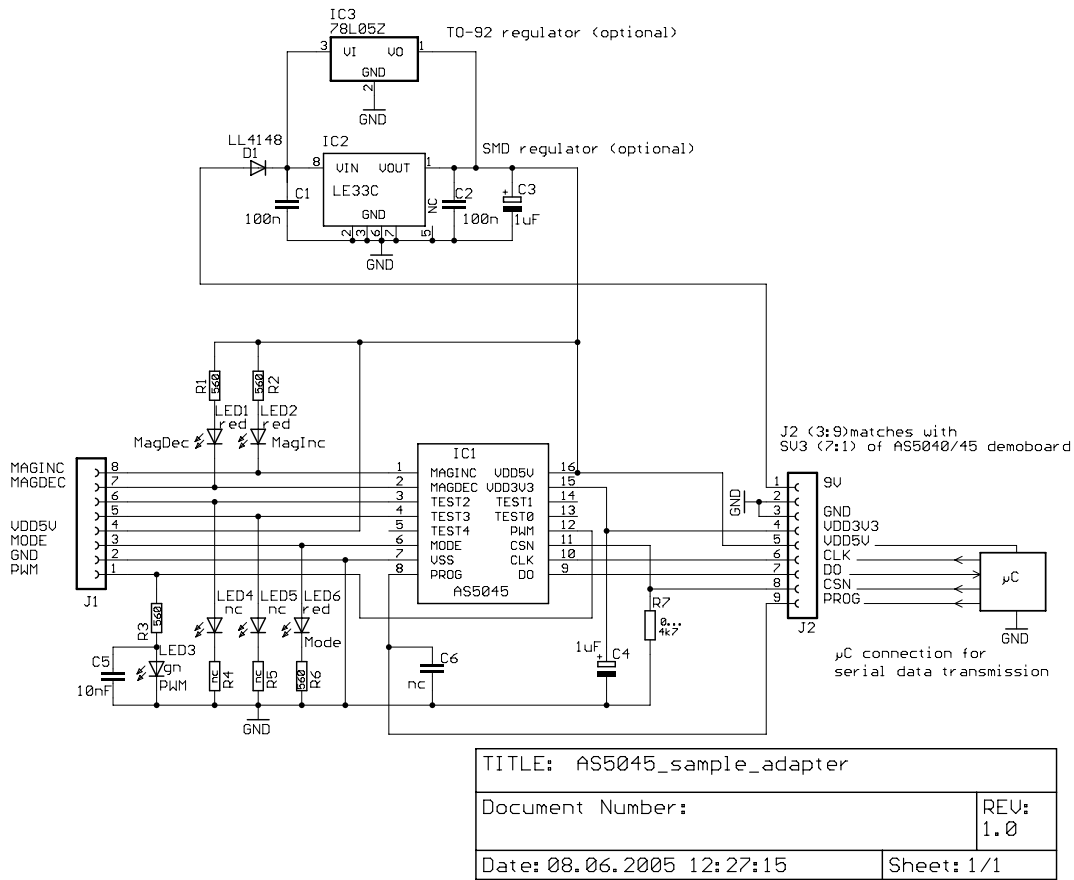 IC3
78L05Z
TO-92 regulator (optional)
3 VI VO 1
GND
2
GND
LL4148
D1
IC2
SMD regulator (optional)
8 VIN VOUT 1
LE33C
GND
NC
2 3 6 7 5
C1
100n
C2
100n
C3
+
1uF
GND
R1
560
R2
560
LED1
red
LED2
red
MagDec
MagInc
J2 (3:9)matches with
SV3 (7:1) of AS5040/45 demoboard
MAGINC
MAGDEC
VDD5V
MODE
GND
PWM
8
7
6
5
4
3
2
1
J1
IC1
1 MAGINC VDD5V 16
2 MAGDEC VDD3V3 15
3 TEST2 TEST1 14
4 TEST3 TEST0 13
5 TEST4 PWM 12
6 MODE CSN 11
7 VSS CLK 10
8 PROG DO 9
AS5045
GND
1 9V
2
3 GND
4 VDD3V3
5 VDD5V
6 CLK
7 DO
8 CSN
9 PROG
J2
µC
GND
µC connection for
serial data transmission
R3
560
LED3
gn
PWM
C5
10nF
LED4
nc
LED5
nc
LED6
red
Mode
R4
nc
R5
nc
R6
560
GND
C6
nc
R7
0...
4k7
1uF
+
C4
TITLE: AS5045_sample_adapter
Document Number:
REV:
1.0
Date: 08.06.2005 12:27:15
Sheet: 1/1